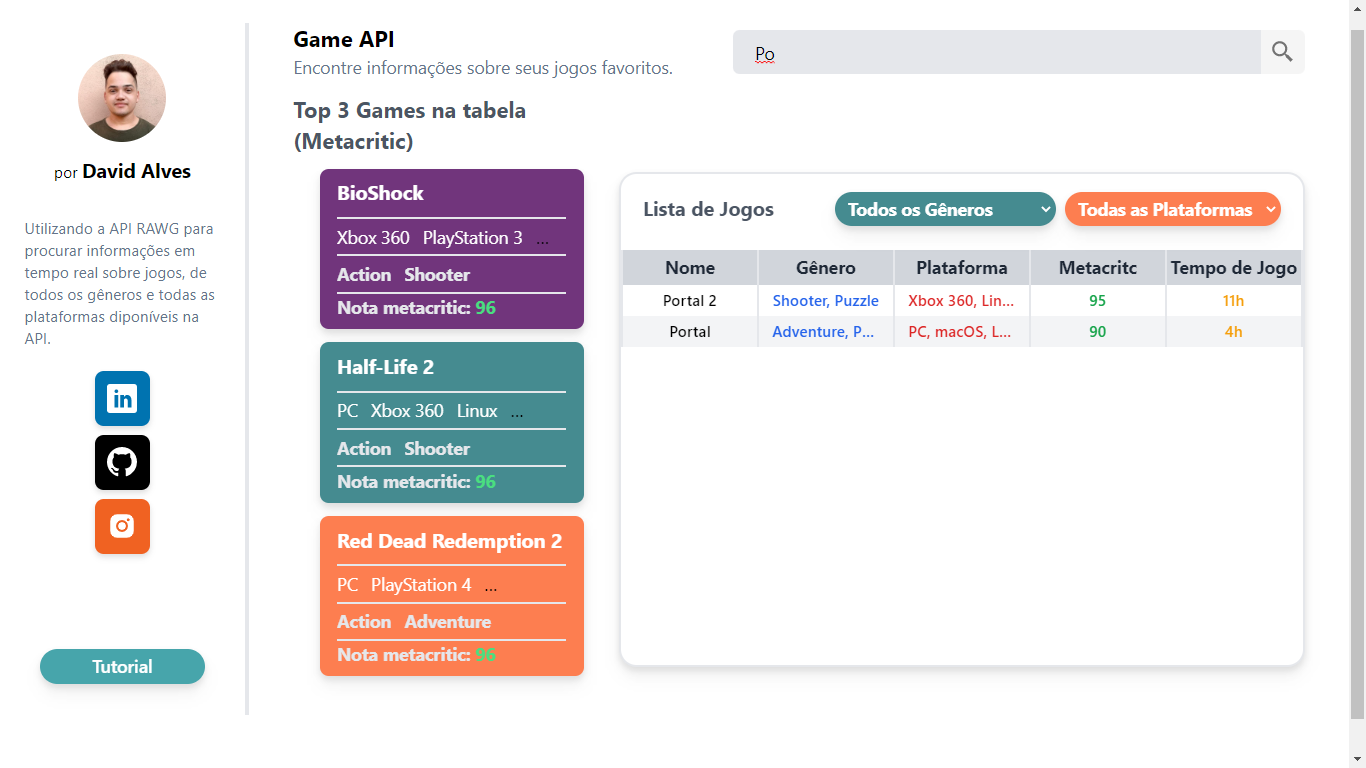 por David Alves
Utilizando a API RAWG para
procurar informações em
tempo real sobre jogos, de
todos os gêneros e todas as
plataformas diponíveis na
API.
Tutorial
Game API
Encontre informações sobre seus jogos favoritos.
Po
Top 3 Games na tabela
(Metacritic)
BioShock
Xbox 360 PlayStation 3 ...
Action Shooter
Nota metacritic: 96
Half-Life 2
PC Xbox 360 Linux ...
Action Shooter
Nota metacritic: 96
Red Dead Redemption 2
PC PlayStation 4 ...
Action Adventure
Nota metacritic: 96
Lista de Jogos Todos os Gêneros Todas as Plataformas
Nome Gênero Plataforma Metacritc Tempo de Jogo
Portal 2 Shooter, Puzzle Xbox 360, Lin... 95 11h
Portal Adventure, P... PC, macOS, L... 90 4h